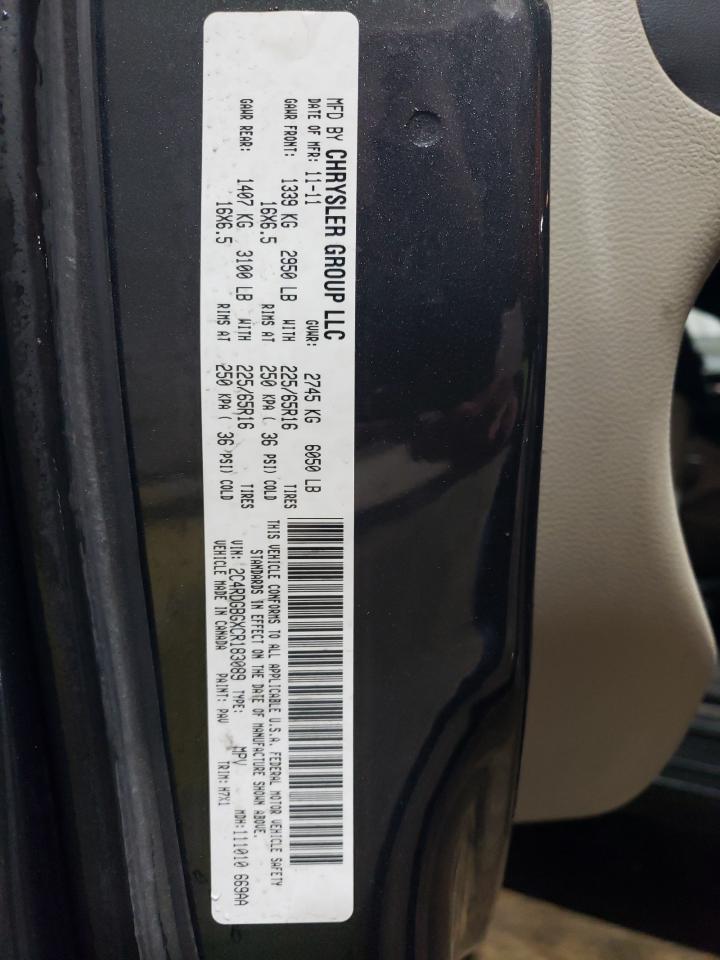 MFD BY CHRYSLER GROUP LLC
DATE OF MFR: 11-11 GVWR: 2745 KG 6050 LB
GAWR FRONT: 1339 KG 2950 LB WITH 225/65R16 TIRES
16X6.5 RIMS AT 250 KPA ( 36 PSI) COLD
GAWR REAR: 1407 KG 3100 LB WITH 225/65R16 TIRES
16X6.5 RIMS AT 250 KPA ( 36 PSI) COLD
THIS VEHICLE CONFORMS TO ALL APPLICABLE U.S.A. FEDERAL MOTOR VEHICLE SAFETY
STANDARDS IN EFFECT ON THE DATE OF MANUFACTURE SHOWN ABOVE.
VIN: 2C4RDGBGXCR183089 TYPE: MPV MDH:111010 669AA
VEHICLE MADE IN CANADA PAINT: PAV TRIM: H7X1